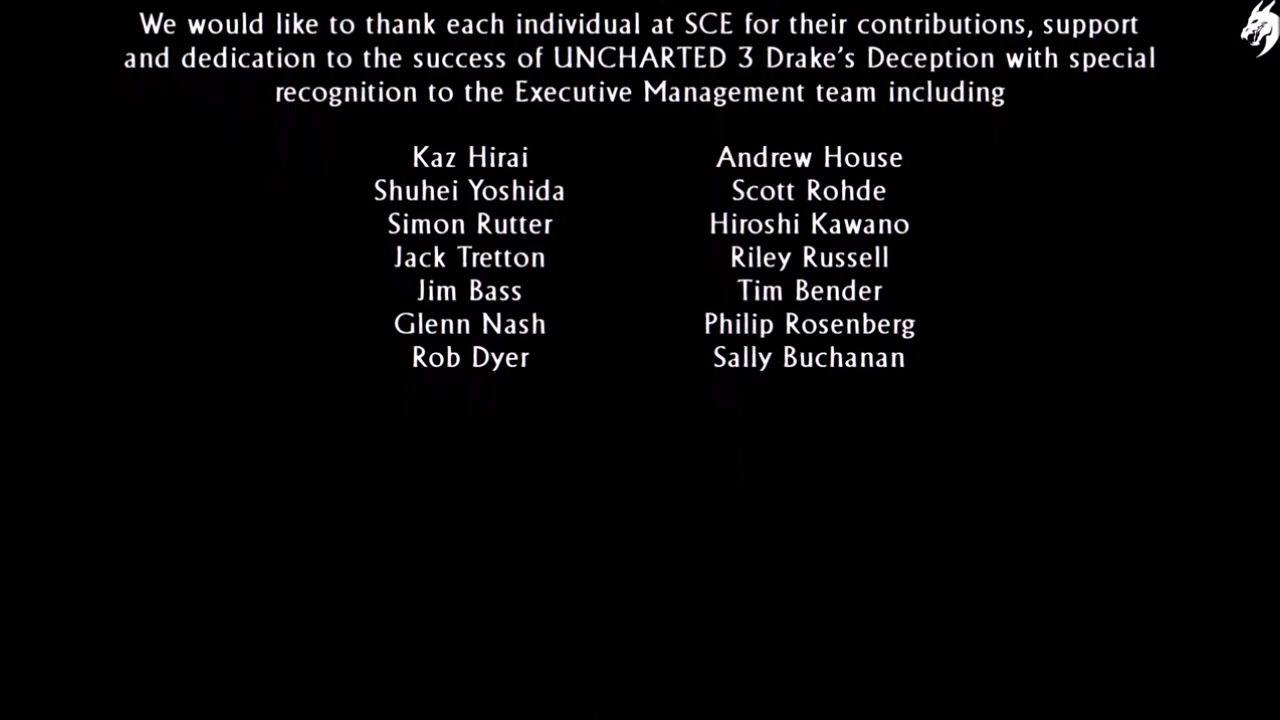 We would like to thank each individual at SCE for their contributions, support
and dedication to the success of UNCHARTED 3 Drake's Deception with special
recognition to the Executive Management team including
Kaz Hirai Andrew House
Shuhei Yoshida Scott Rohde
Simon Rutter Hiroshi Kawano
Jack Tretton Riley Russell
Jim Bass Tim Bender
Glenn Nash Philip Rosenberg
Rob Dyer Sally Buchanan